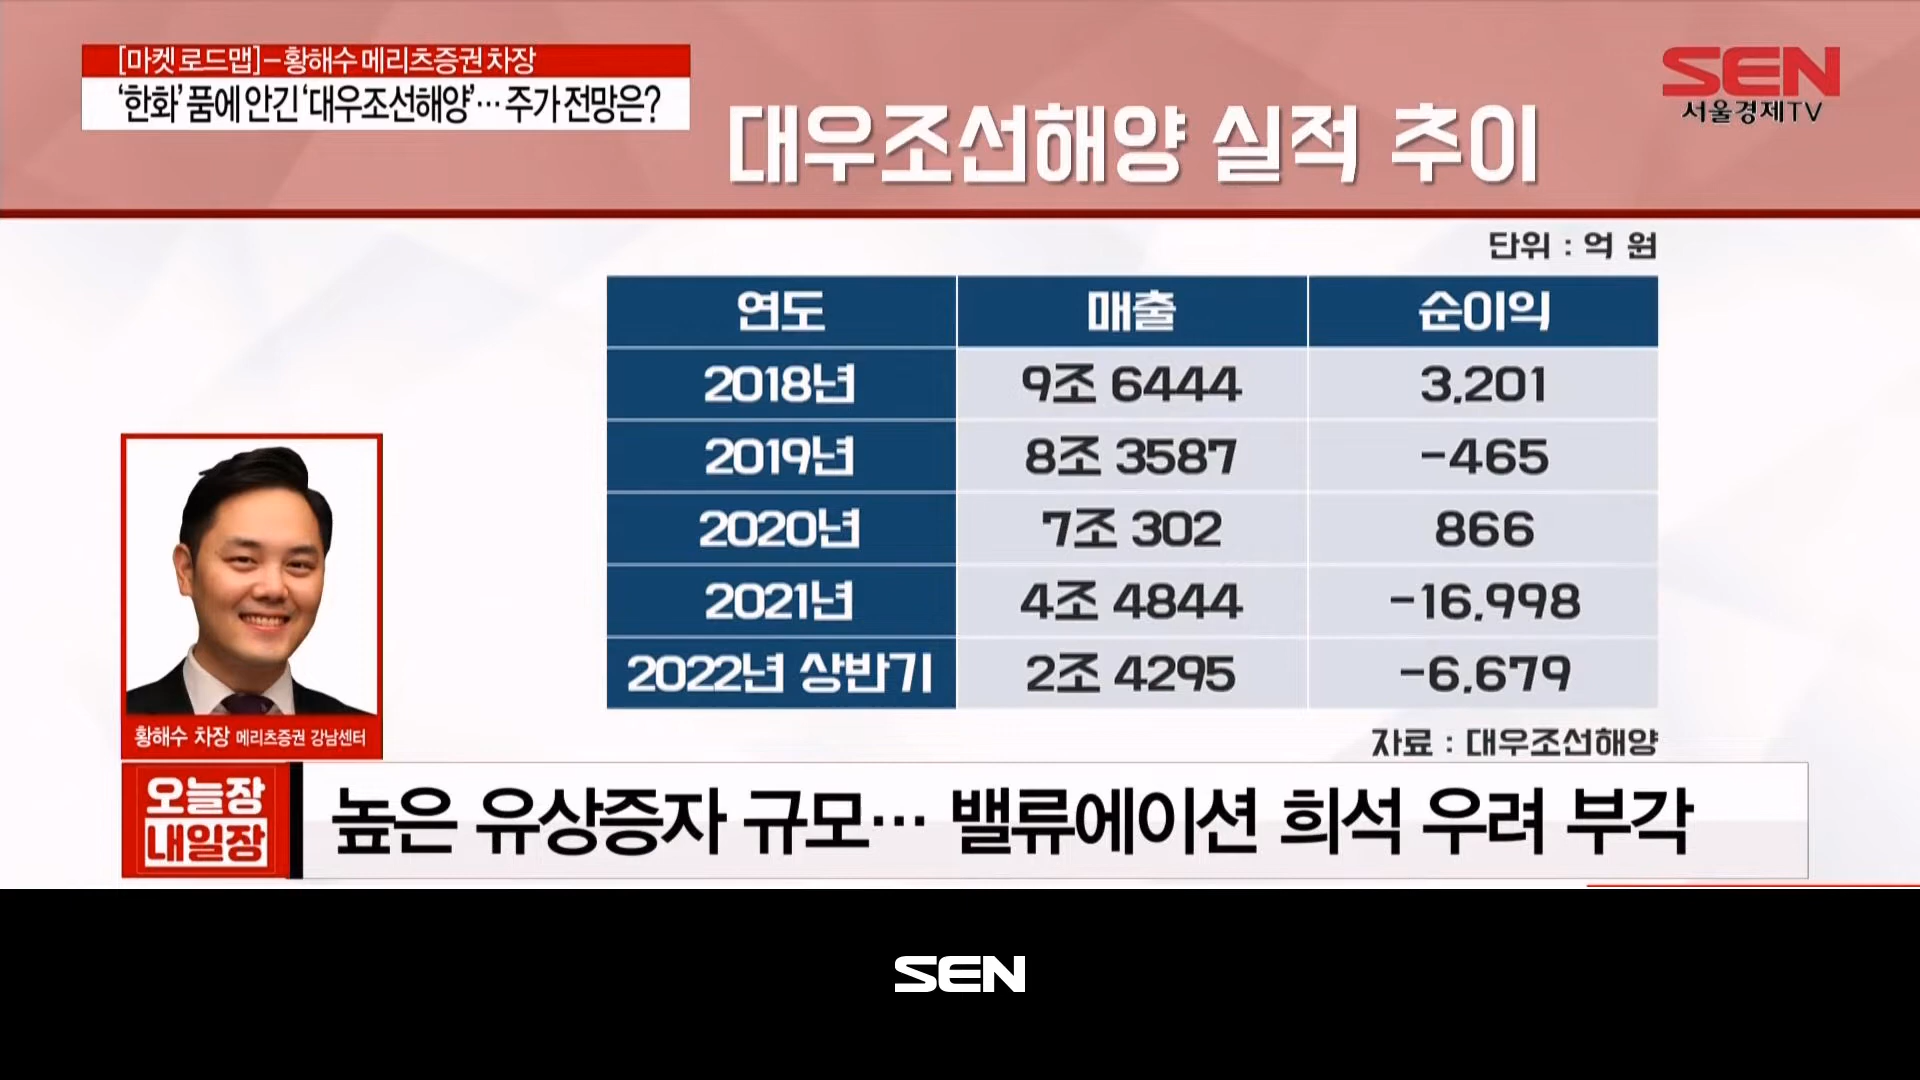 [마켓 로드맵] - 황해수 메리츠증권 차장
‘한화’ 품에 안긴 ‘대우조선해양’… 주가 전망은?
SEN
서울경제TV
대우조선해양 실적 추이
단위 : 억 원
연도 매출 순이익
2018년 9조 6444 3,201
2019년 8조 3587 -465
2020년 7조 302 866
2021년 4조 4844 -16,998
2022년 상반기 2조 4295 -6,679
자료 : 대우조선해양
황해수 차장 메리츠증권 강남센터
오늘장
내일장
높은 유상증자 규모… 밸류에이션 희석 우려 부각
SEN